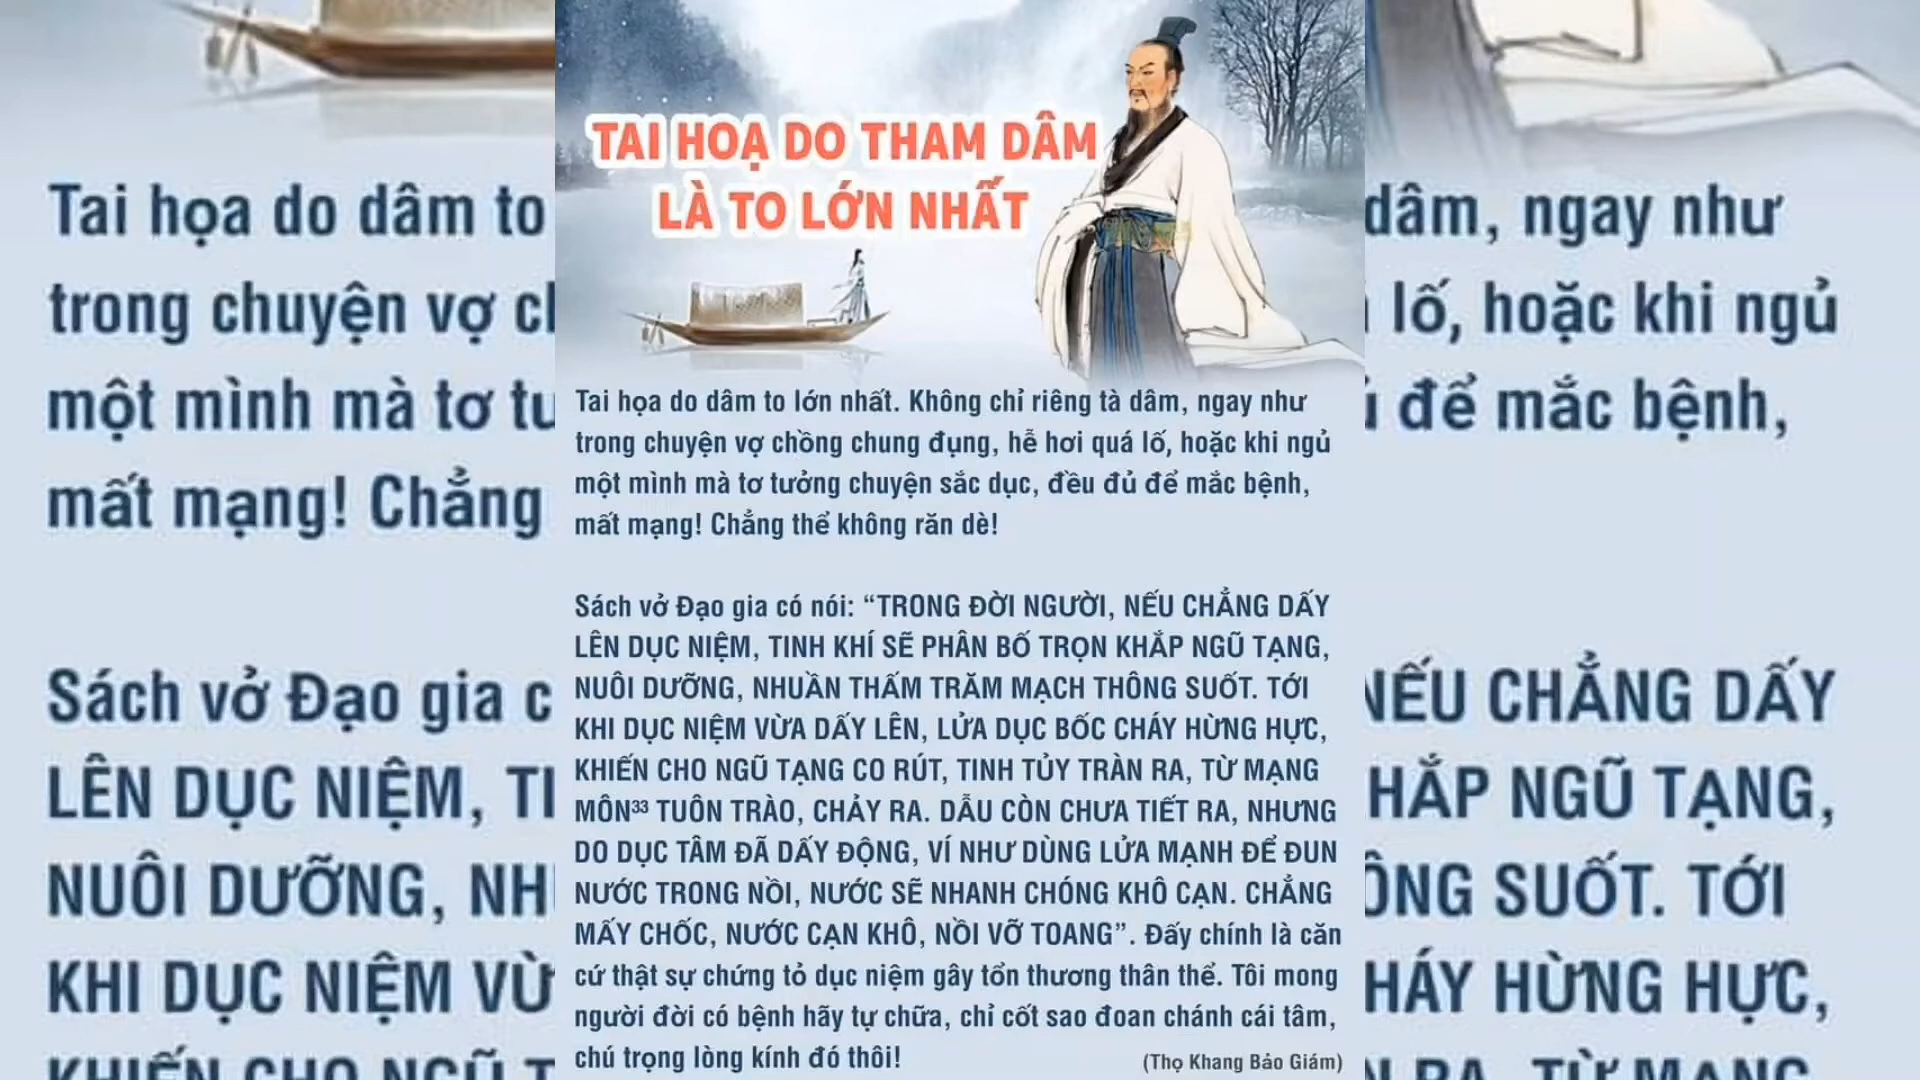 TAI HOẠ DO THAM DÂM
LÀ TO LỚN NHẤT
Tai họa do dâm to lớn nhất. Không chỉ riêng tà dâm, ngay như
trong chuyện vợ chồng chung đụng, hễ hơi quá lố, hoặc khi ngủ
một mình mà tơ tưởng chuyện sắc dục, đều đủ để mắc bệnh,
mất mạng! Chẳng thể không răn dè!
Sách vở Đạo gia có nói: “TRONG ĐỜI NGƯỜI, NẾU CHẲNG DẤY
LÊN DỤC NIỆM, TINH KHÍ SẼ PHÂN BỐ TRỌN KHẮP NGŨ TẠNG,
NUÔI DƯỠNG, NHUẦN THẤM TRĂM MẠCH THÔNG SUỐT. TỚI
KHI DỤC NIỆM VỪA DẤY LÊN, LỬA DỤC BỐC CHÁY HỪNG HỰC,
KHIẾN CHO NGŨ TẠNG CO RÚT, TINH TỦY TRÀN RA, TỪ MẠNG
MÔN³³ TUÔN TRÀO, CHẢY RA. DẪU CÒN CHƯA TIẾT RA, NHƯNG
DO DỤC TÂM ĐÃ DẤY ĐỘNG, VÍ NHƯ DÙNG LỬA MẠNH ĐỂ ĐUN
NƯỚC TRONG NỒI, NƯỚC SẼ NHANH CHÓNG KHÔ CẠN. CHẲNG
MẤY CHỐC, NƯỚC CẠN KHÔ, NỒI VỠ TOANG”. Đấy chính là căn
cứ thật sự chứng tỏ dục niệm gây tổn thương thân thể. Tôi mong
người đời có bệnh hãy tự chữa, chỉ cốt sao đoan chánh cái tâm,
chú trọng lòng kính đó thôi!
(Thọ Khang Bảo Giám)
Tai họa do dâm to
trong chuyện vợ
một mình mà tơ
mất mạng! Chẳng
Sách vở Đạo gia
LÊN DỤC NIỆM,
NUÔI DƯỠNG,
KHI DỤC NIỆM
dâm, ngay như
lố, hoặc khi ngủ
để mắc bệnh,
NẾU CHẲNG DẤY
NGŨ TẠNG,
SUỐT. TỚI
HỪNG HỰC,